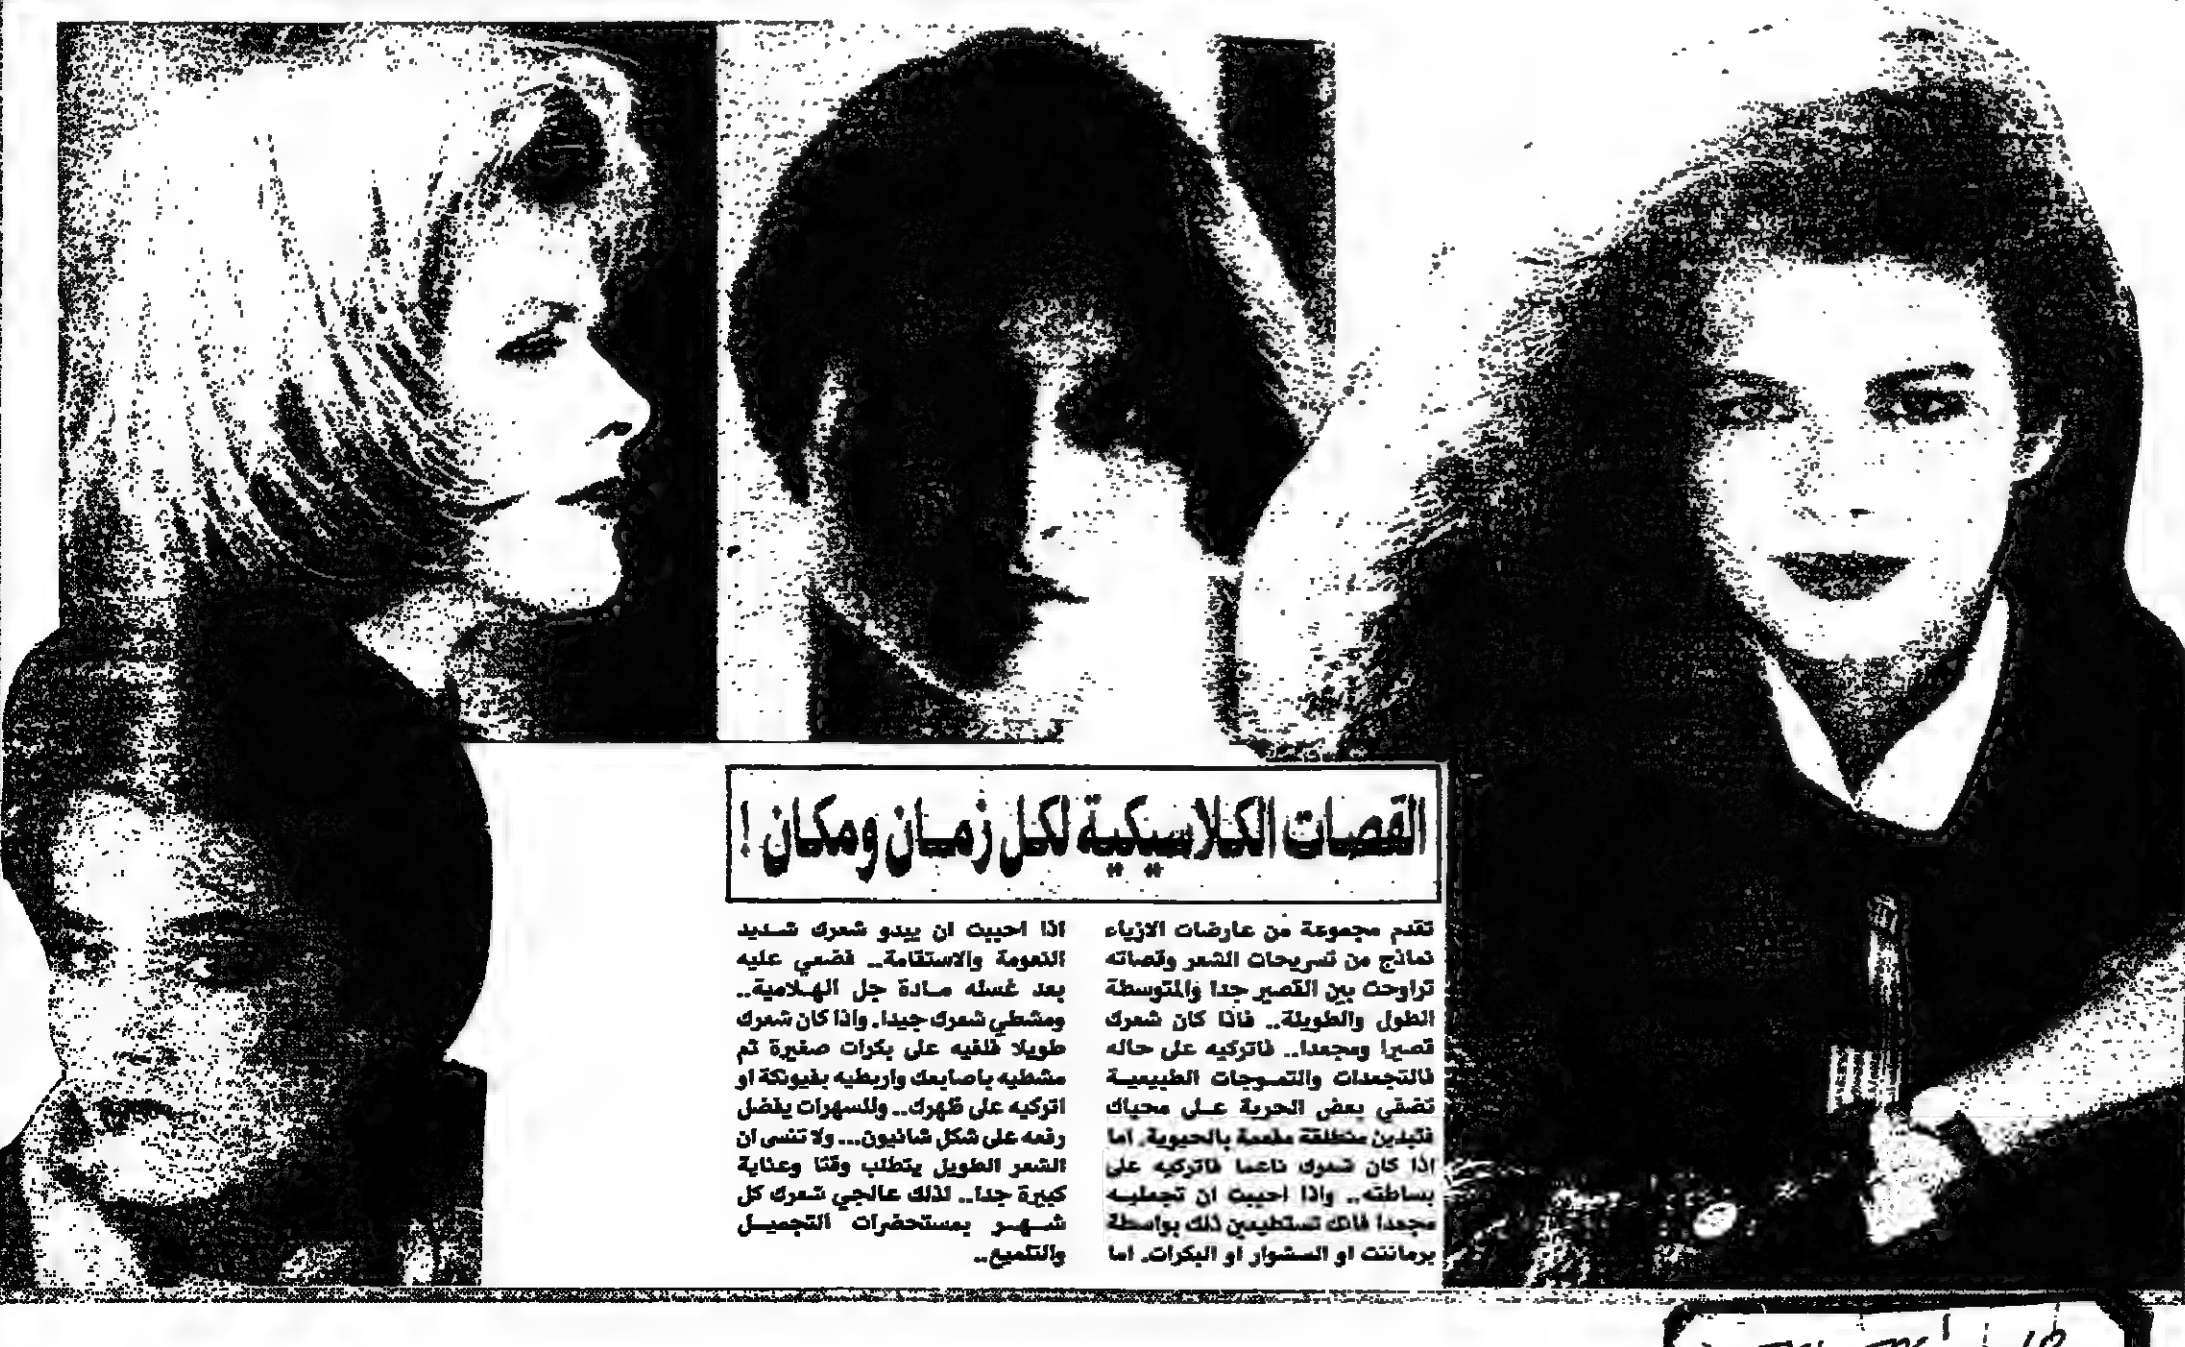 القصات الكلاسيكية لكل زمان ومكان !
تقدم مجموعة من عارضات الازياء
نماذج من تسريحات الشعر وقصاته
تراوحت بين القصير جدا والمتوسطة
الطول والطويلة.. فاذا كان شعرك
قصيرا ومجعدا.. فاتركيه على حاله
فالتجعدات والتموجات الطبيعية
تضفي بعض الحرية على محياك
فتبدين منطلقة مفعمة بالحيوية. اما
اذا كان شعرك ناعما فاتركيه على
بساطته.. واذا احببت ان تجعليه
مجعدا فانك تستطيعين ذلك بواسطة
برماننت او السشوار او البكرات. اما
اذا احببت ان يبدو شعرك شديد
النعومة والاستقامة.. فضعي عليه
بعد غسله مادة جل الهلامية..
ومشطي شعرك جيدا. واذا كان شعرك
طويلا فلفيه على بكرات صغيرة ثم
مشطيه باصابعك واربطيه بفيونكة او
اتركيه على ظهرك.. وللسهرات يفضل
رفعه على شكل شانيون... ولا تنسى ان
الشعر الطويل يتطلب وقتا وعناية
كبيرة جدا.. لذلك عالجي شعرك كل
شهر بمستحضرات التجميل
والتلميع..